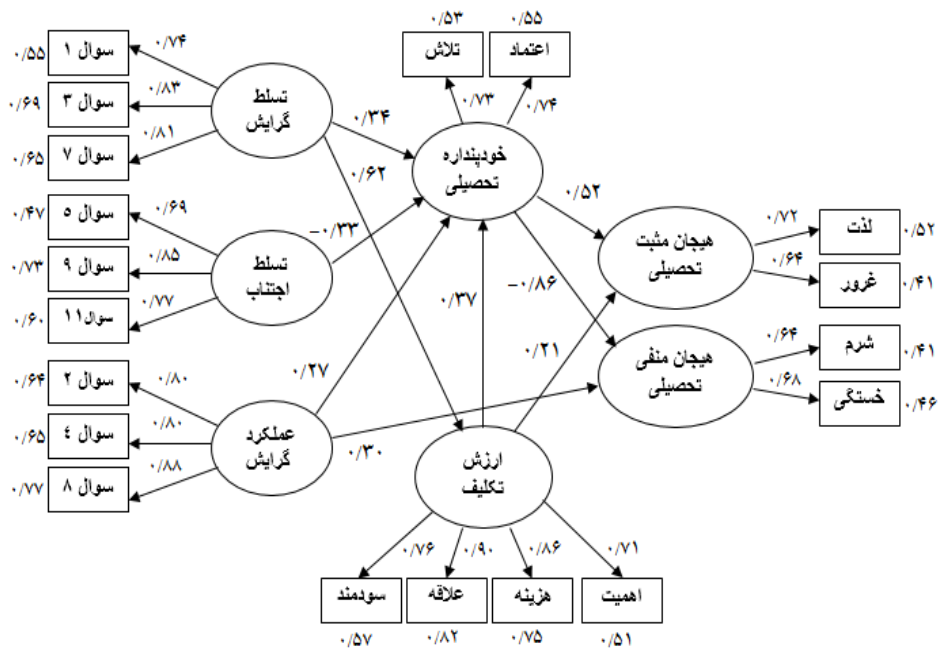 ۰/۵۳
۰/۵۵
تلاش
اعتماد
۰/۷۳
۰/۷۴
۰/۵۵
سوال ۱
۰/۷۴
۰/۶۹
سوال ۳
۰/۸۳
۰/۶۵
سوال ۷
۰/۸۱
تسلط
گرایش
۰/۳۴
۰/۶۲
خودپنداره
تحصیلی
۰/۵۲
۰/۴۷
سوال ۵
۰/۶۹
۰/۷۳
سوال ۹
۰/۸۵
۰/۶۰
سوال۱۱
۰/۷۷
تسلط
اجتناب
−۰/۳۳
۰/۳۷
−۰/۸۶
هیجان مثبت
تحصیلی
۰/۷۲
لذت
۰/۵۲
۰/۶۴
غرور
۰/۴۱
۰/۲۱
هیجان منفی
تحصیلی
۰/۶۴
شرم
۰/۴۱
۰/۶۸
خستگی
۰/۴۶
۰/۶۴
سوال ۲
۰/۸۰
۰/۶۵
سوال ٤
۰/۸۰
۰/۷۷
سوال ۸
۰/۸۸
عملکرد
گرایش
۰/۲۷
۰/۳۰
ارزش
تکلیف
۰/۷۶
۰/۹۰
۰/۸۶
۰/۷۱
سودمند
علاقه
هزینه
اهمیت
۰/۵۷
۰/۸۲
۰/۷۵
۰/۵۱